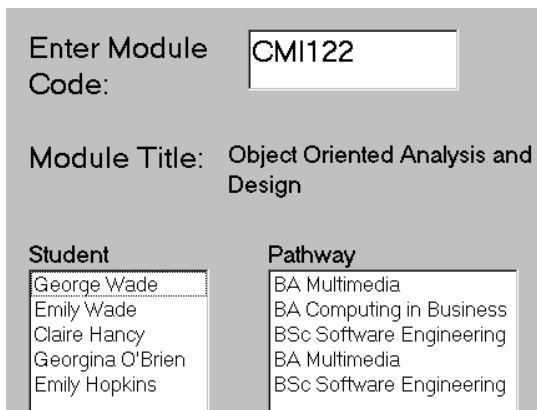 Enter Module
Code:
CMI122
Module Title:
Object Oriented Analysis and
Design
Student
George Wade
Emily Wade
Claire Hancy
Georgina O'Brien
Emily Hopkins
Pathway
BA Multimedia
BA Computing in Business
BSc Software Engineering
BA Multimedia
BSc Software Engineering